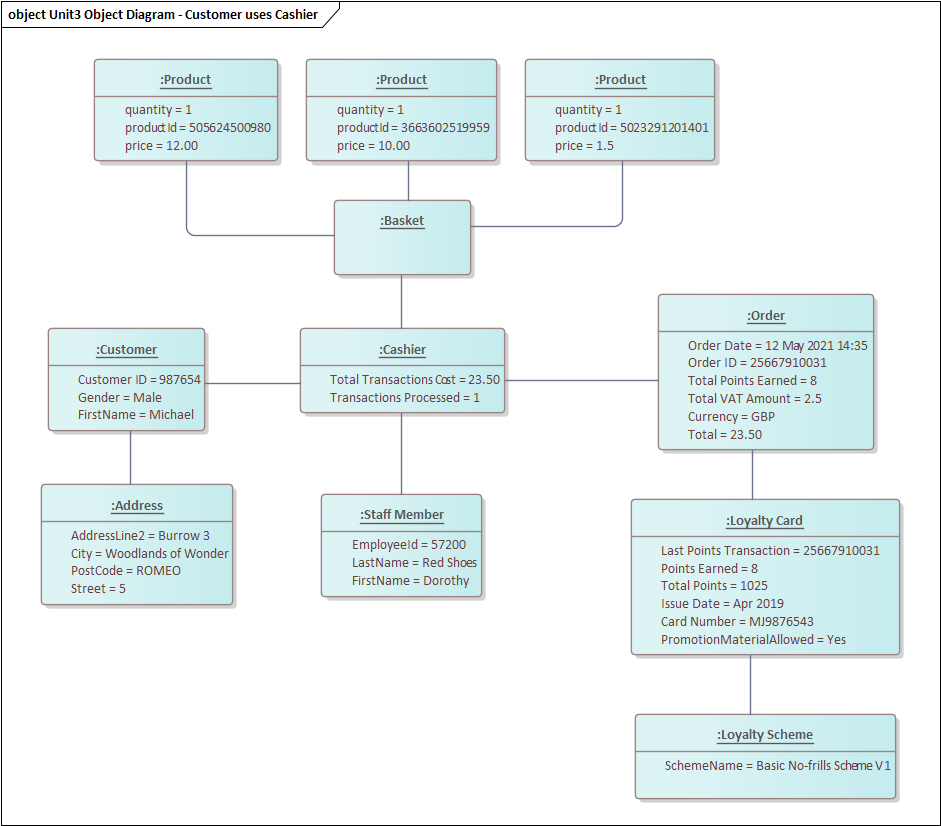 object Unit3 Object Diagram - Customer uses Cashier
:Product
quantity = 1
productId = 505624500980
price = 12.00
:Product
quantity = 1
productId = 3663602519959
price = 10.00
:Product
quantity = 1
productId = 5023291201401
price = 1.5
:Basket
:Customer
Customer ID = 987654
Gender = Male
FirstName = Michael
:Cashier
Total Transactions Cost = 23.50
Transactions Processed = 1
:Order
Order Date = 12 May 2021 14:35
Order ID = 25667910031
Total Points Earned = 8
Total VAT Amount = 2.5
Currency = GBP
Total = 23.50
:Address
AddressLine2 = Burrow 3
City = Woodlands of Wonder
PostCode = ROMEO
Street = 5
:Staff Member
EmployeeId = 57200
LastName = Red Shoes
FirstName = Dorothy
:Loyalty Card
Last Points Transaction = 25667910031
Points Earned = 8
Total Points = 1025
Issue Date = Apr 2019
Card Number = MJ9876543
PromotionMaterialAllowed = Yes
:Loyalty Scheme
SchemeName = Basic No-frills Scheme V1